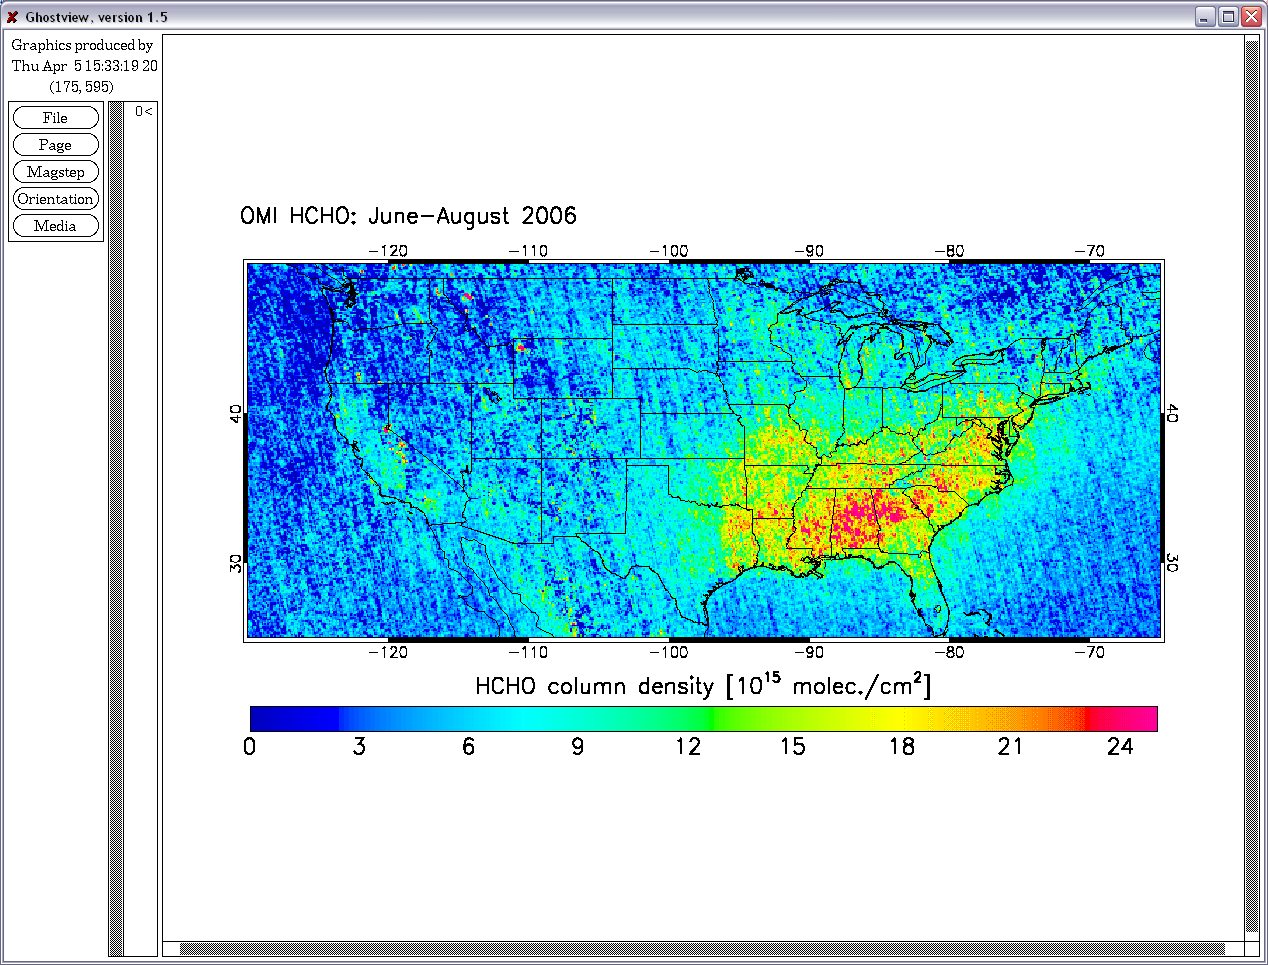 Ghostview, version 1.5
Graphics produced by
Thu Apr 5 15:33:19 20
(175, 595)
File
Page
Magstep
Orientation
Media
0<
OMI HCHO: June-August 2006
-120 -110 -100 -90 -80 -70
40 40
30 30
-120 -110 -100 -90 -80 -70
HCHO column density [10¹⁵ molec./cm²]
0 3 6 9 12 15 18 21 24